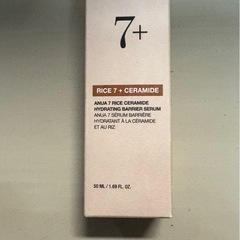 7+
RICE 7 + CERAMIDE
ANUA 7 RICE CERAMIDE
HYDRATING BARRIER SERUM
ANUA 7 SÉRUM BARRIÈRE
HYDRATANT À LA CÉRAMIDE
ET AU RIZ
50 ML / 1.69 FL. OZ.